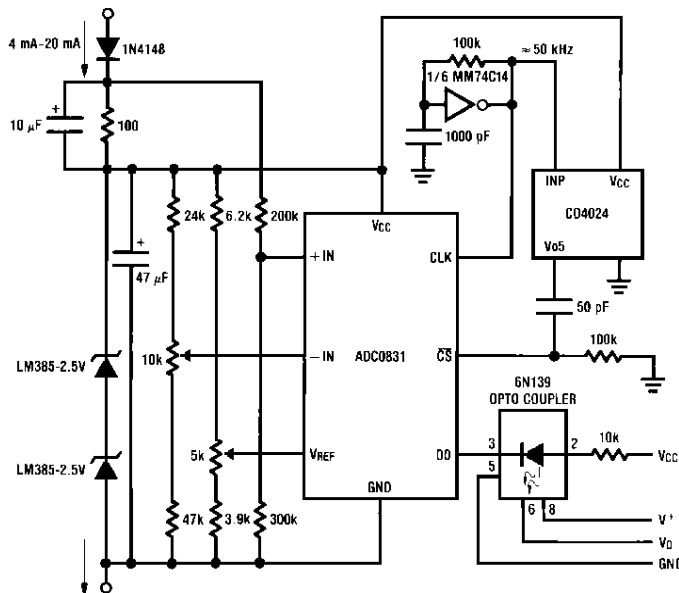 4 mA-20 mA
1N4148
+
10 µF
100
100k
≈ 50 kHz
1/6 MM74C14
1000 pF
24k
6.2k
200k
+
47 µF
VCC
+IN
CLK
INP
VCC
CD4024
VO5
50 pF
LM385-2.5V
10k
−IN
ADC0831
CS
100k
6N139
OPTO COUPLER
LM385-2.5V
5k
VREF
DO
3
2
10k
VCC
5
GND
6
8
47k
3.9k
300k
V+
VO
GND